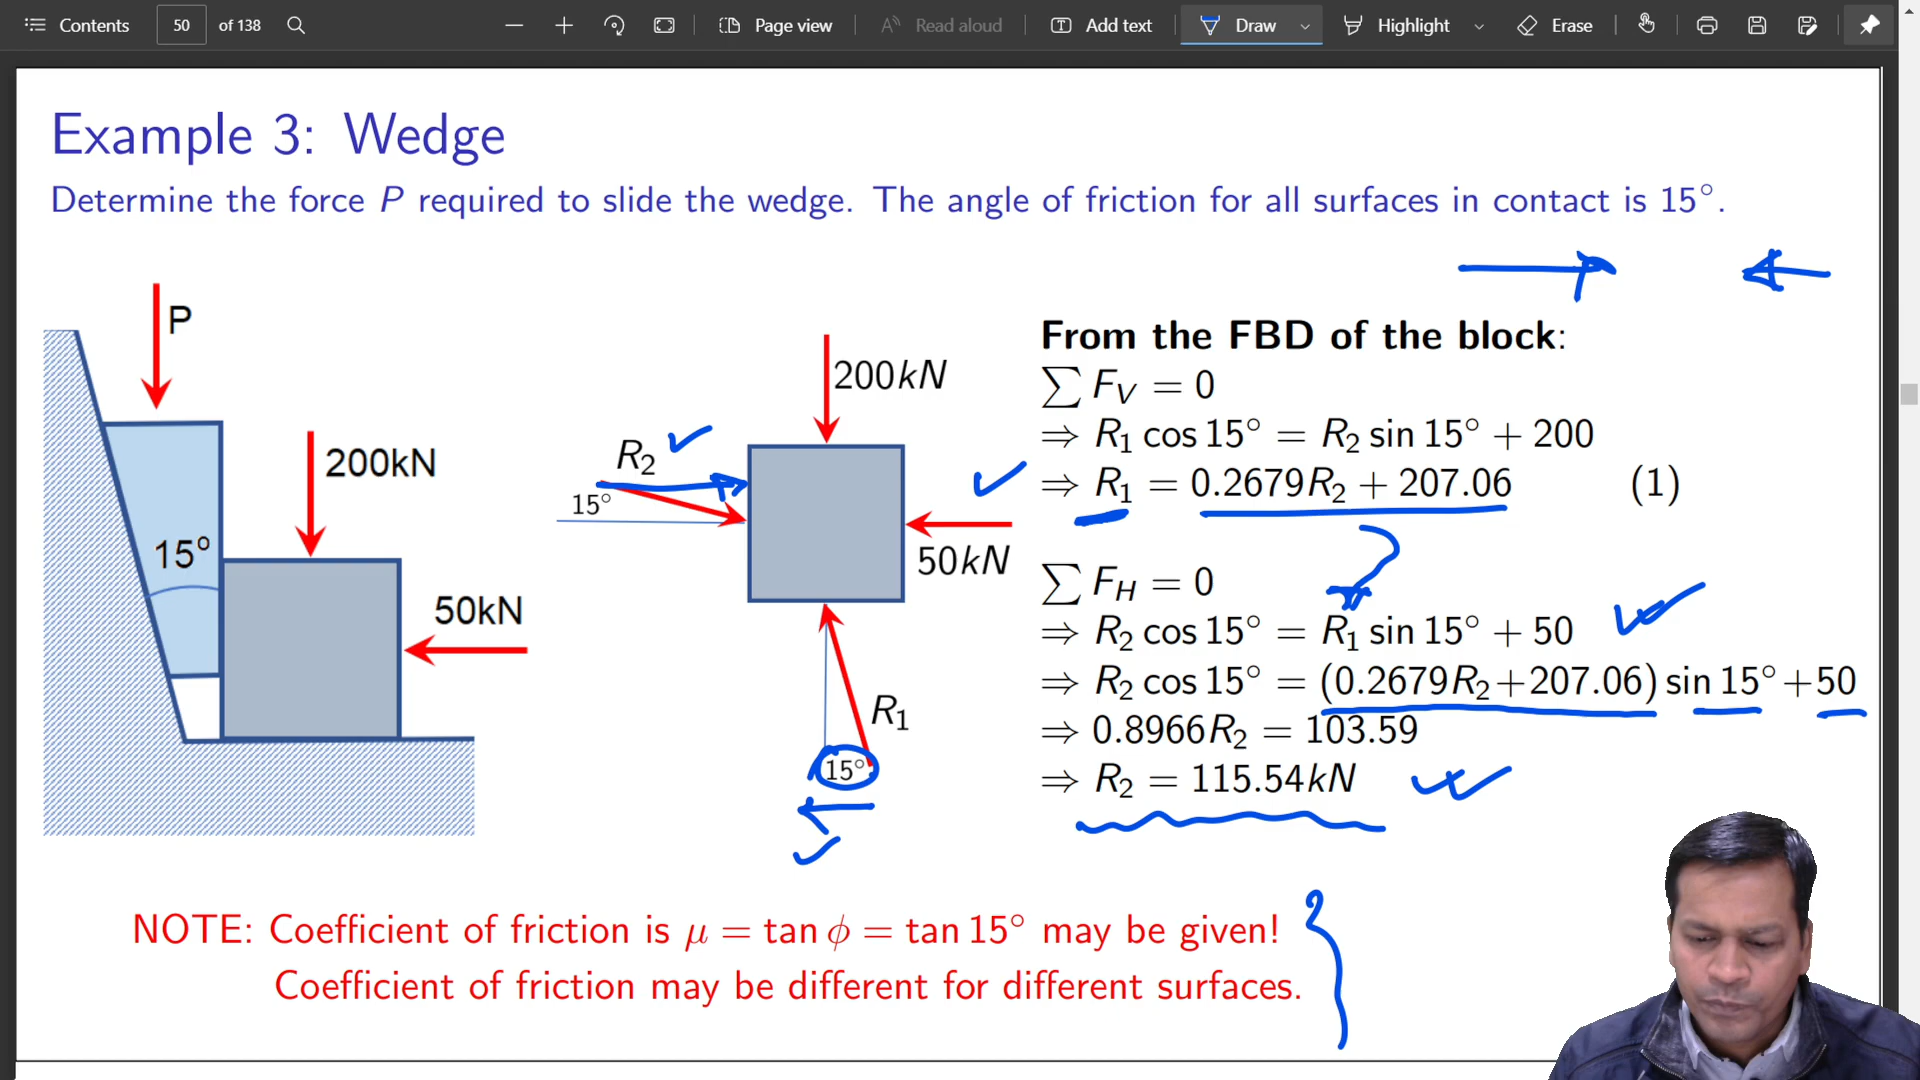 Contents 50 of 138 Page view Read aloud Add text Draw Highlight Erase
Example 3: Wedge
Determine the force P required to slide the wedge. The angle of friction for all surfaces in contact is 15°.
P
200kN
15°
50kN
200kN
R₂
15°
50kN
R₁
15°
From the FBD of the block:
∑ F_V = 0
⇒ R₁ cos 15° = R₂ sin 15° + 200
⇒ R₁ = 0.2679R₂ + 207.06 (1)
∑ F_H = 0
⇒ R₂ cos 15° = R₁ sin 15° + 50
⇒ R₂ cos 15° = (0.2679R₂+207.06) sin 15°+50
⇒ 0.8966R₂ = 103.59
⇒ R₂ = 115.54kN
NOTE: Coefficient of friction is μ = tan ϕ = tan 15° may be given!
Coefficient of friction may be different for different surfaces.